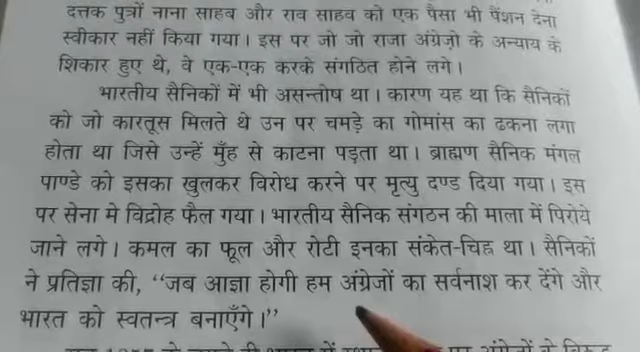 दत्तक पुत्रों नाना साहब और राव साहब को एक पैसा भी पैंशन देना
स्वीकार नहीं किया गया। इस पर जो जो राजा अंग्रेज़ो के अन्याय के
शिकार हुए थे, वे एक-एक करके संगठित होने लगे।
भारतीय सैनिकों में भी असन्तोष था। कारण यह था कि सैनिकों
को जो कारतूस मिलते थे उन पर चमड़े का गोमांस का ढकना लगा
होता था जिसे उन्हें मुँह से काटना पड़ता था। ब्राह्मण सैनिक मंगल
पाण्डे को इसका खुलकर विरोध करने पर मृत्यु दण्ड दिया गया। इस
पर सेना मे विद्रोह फैल गया। भारतीय सैनिक संगठन की माला में पिरोये
जाने लगे। कमल का फूल और रोटी इनका संकेत-चिह्न था। सैनिकों
ने प्रतिज्ञा की, ‘‘जब आज्ञा होगी हम अंग्रेजों का सर्वनाश कर देंगे और
भारत को स्वतन्त्र बनाएँगे।’’